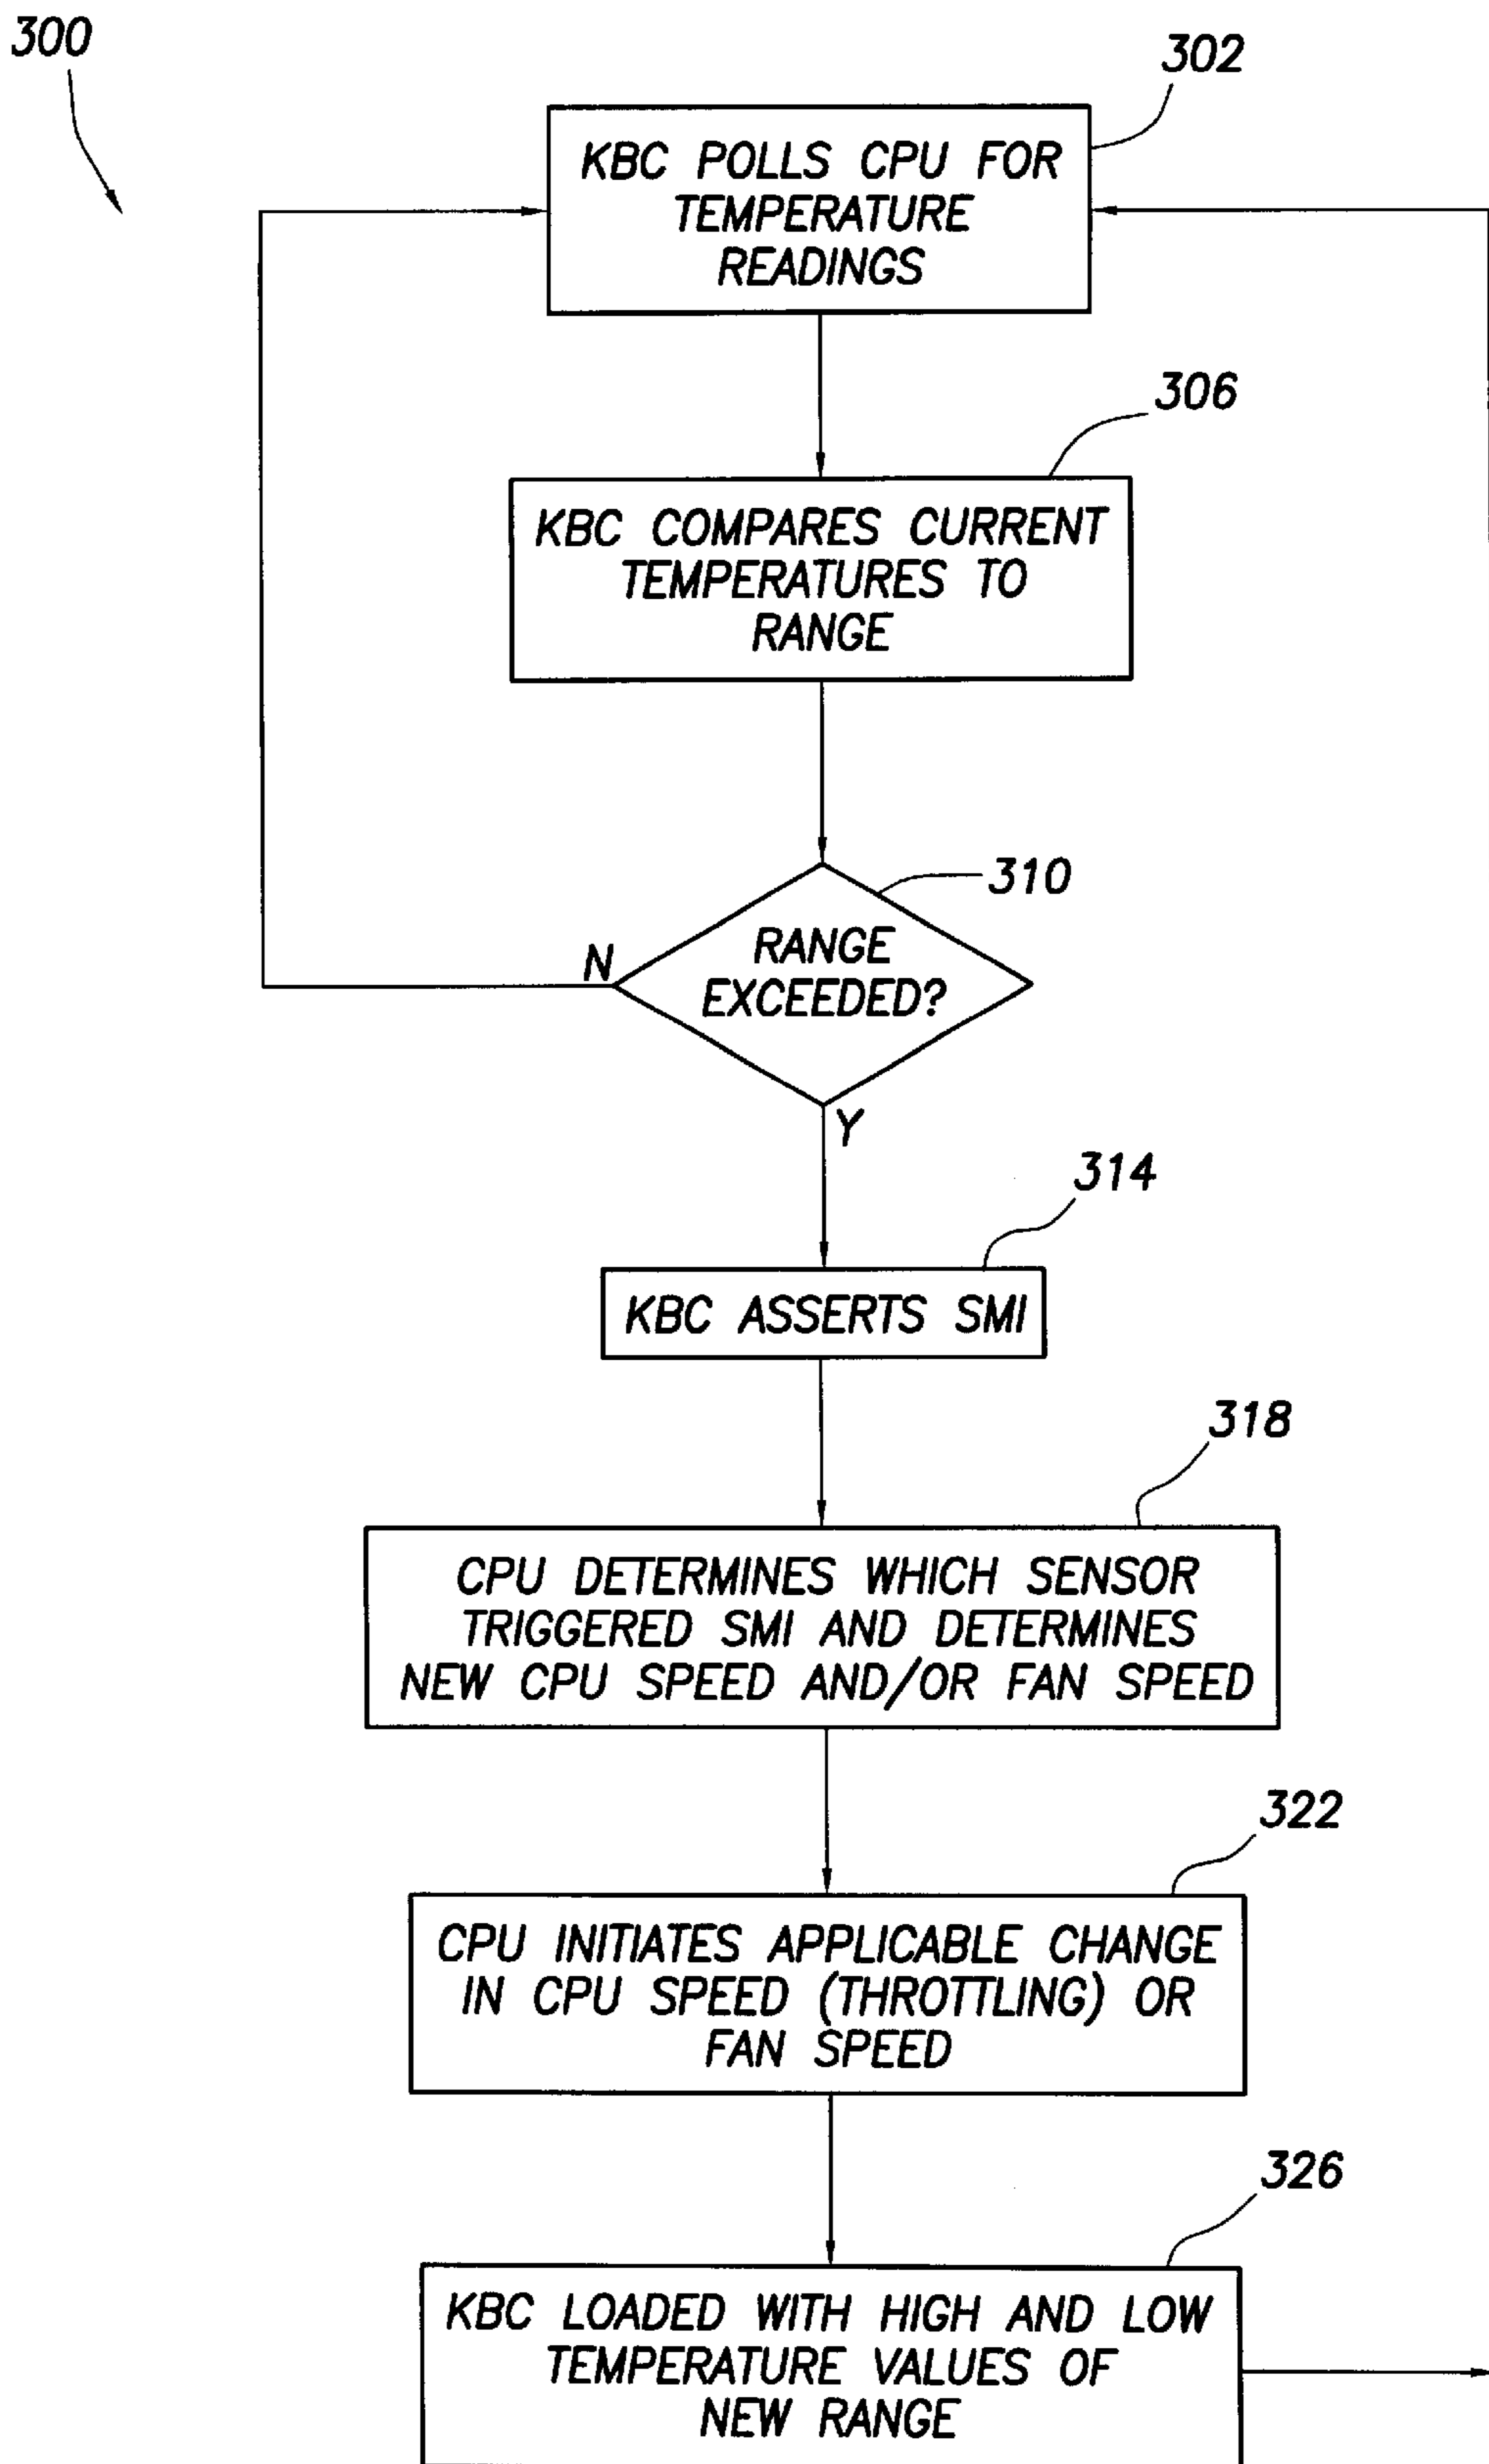 300
302
KBC POLLS CPU FOR
TEMPERATURE
READINGS
306
KBC COMPARES CURRENT
TEMPERATURES TO
RANGE
310
RANGE
EXCEEDED?
N
Y
314
KBC ASSERTS SMI
318
CPU DETERMINES WHICH SENSOR
TRIGGERED SMI AND DETERMINES
NEW CPU SPEED AND/OR FAN SPEED
322
CPU INITIATES APPLICABLE CHANGE
IN CPU SPEED (THROTTLING) OR
FAN SPEED
326
KBC LOADED WITH HIGH AND LOW
TEMPERATURE VALUES OF
NEW RANGE